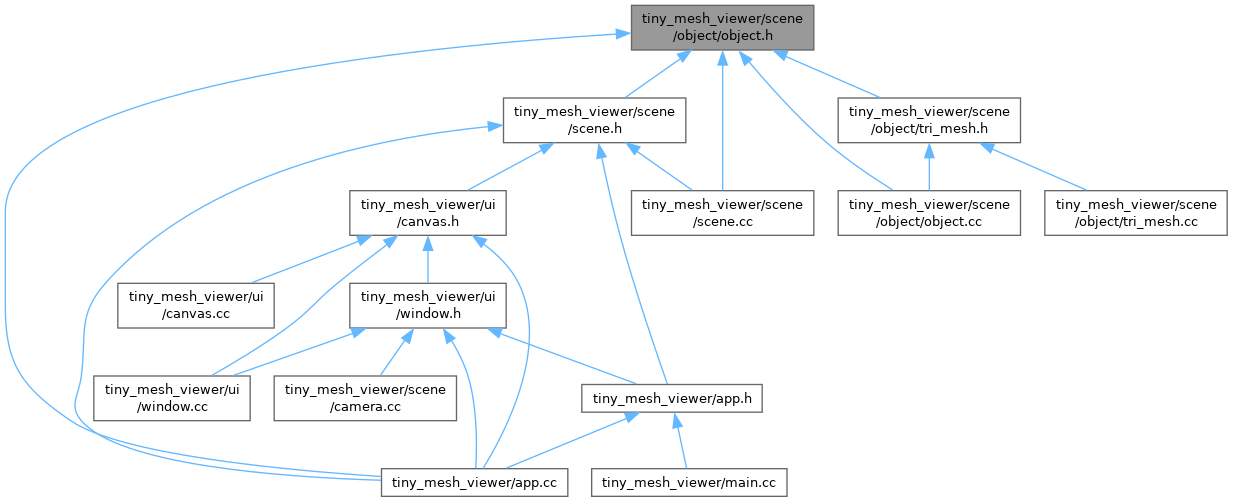 tiny_mesh_viewer/scene
/object/object.h
tiny_mesh_viewer/scene
/scene.h
tiny_mesh_viewer/scene
/object/tri_mesh.h
tiny_mesh_viewer/ui
/canvas.h
tiny_mesh_viewer/scene
/scene.cc
tiny_mesh_viewer/scene
/object/object.cc
tiny_mesh_viewer/scene
/object/tri_mesh.cc
tiny_mesh_viewer/ui
/canvas.cc
tiny_mesh_viewer/ui
/window.h
tiny_mesh_viewer/ui
/window.cc
tiny_mesh_viewer/scene
/camera.cc
tiny_mesh_viewer/app.h
tiny_mesh_viewer/app.cc
tiny_mesh_viewer/main.cc